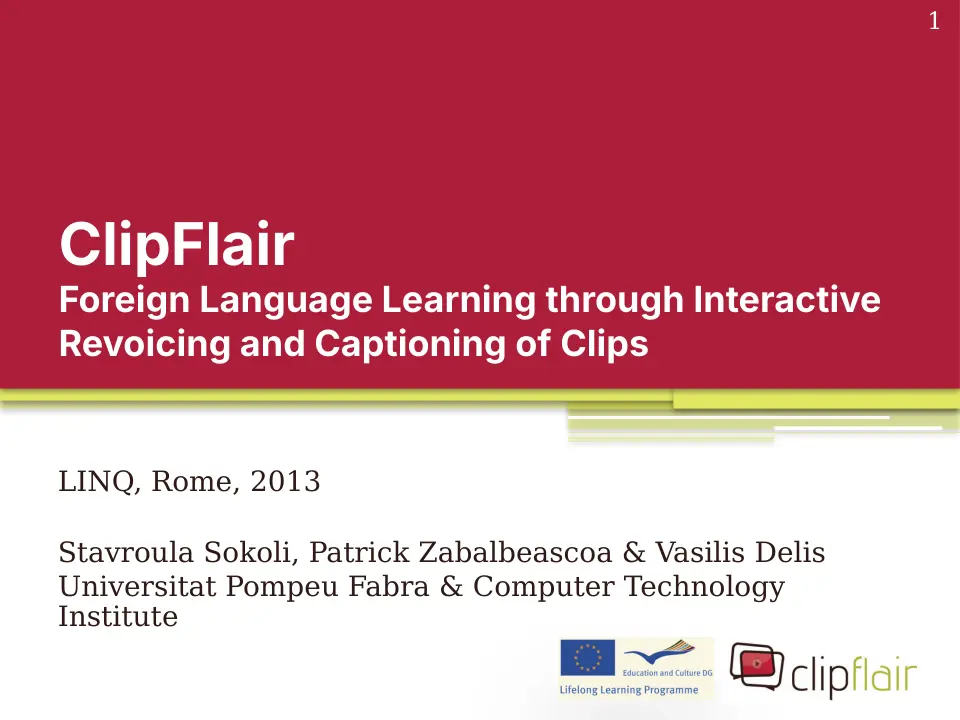 1
ClipFlair
Foreign Language Learning through Interactive
Revoicing and Captioning of Clips
LINQ, Rome, 2013
Stavroula Sokoli, Patrick Zabalbeascoa & Vasilis Delis
Universitat Pompeu Fabra & Computer Technology
Institute
Education and Culture DG
Lifelong Learning Programme
clipflair